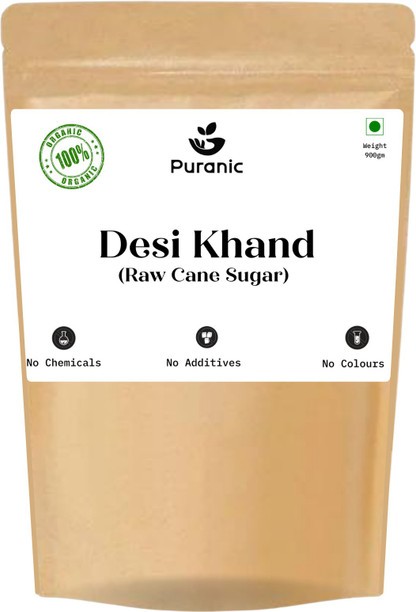 ORGANIC
100%
ORGANIC
Puranic
Weight
900gm
Desi Khand
(Raw Cane Sugar)
No Chemicals
No Additives
No Colours